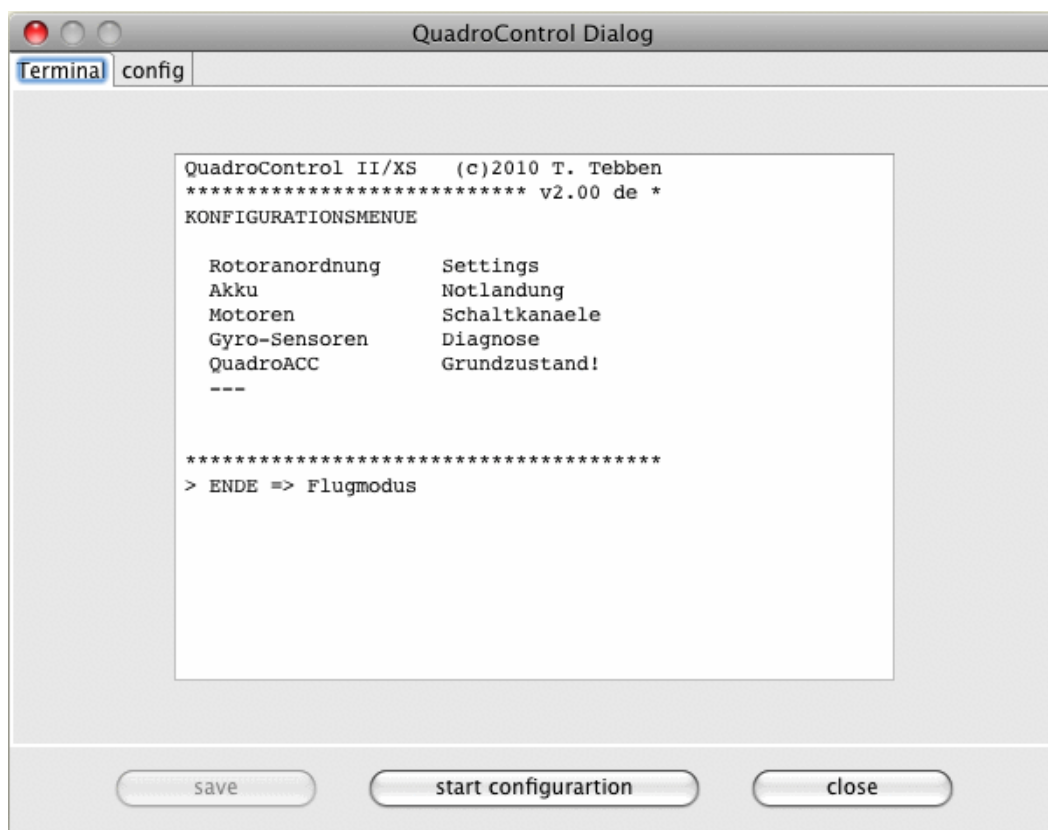 QuadroControl Dialog
Terminal config
QuadroControl II/XS (c)2010 T. Tebben
**************************** v2.00 de *
KONFIGURATIONSMENUE
Rotoranordnung Settings
Akku Notlandung
Motoren Schaltkanaele
Gyro-Sensoren Diagnose
QuadroACC Grundzustand!
---
***************************************
> ENDE => Flugmodus
save start configurartion close